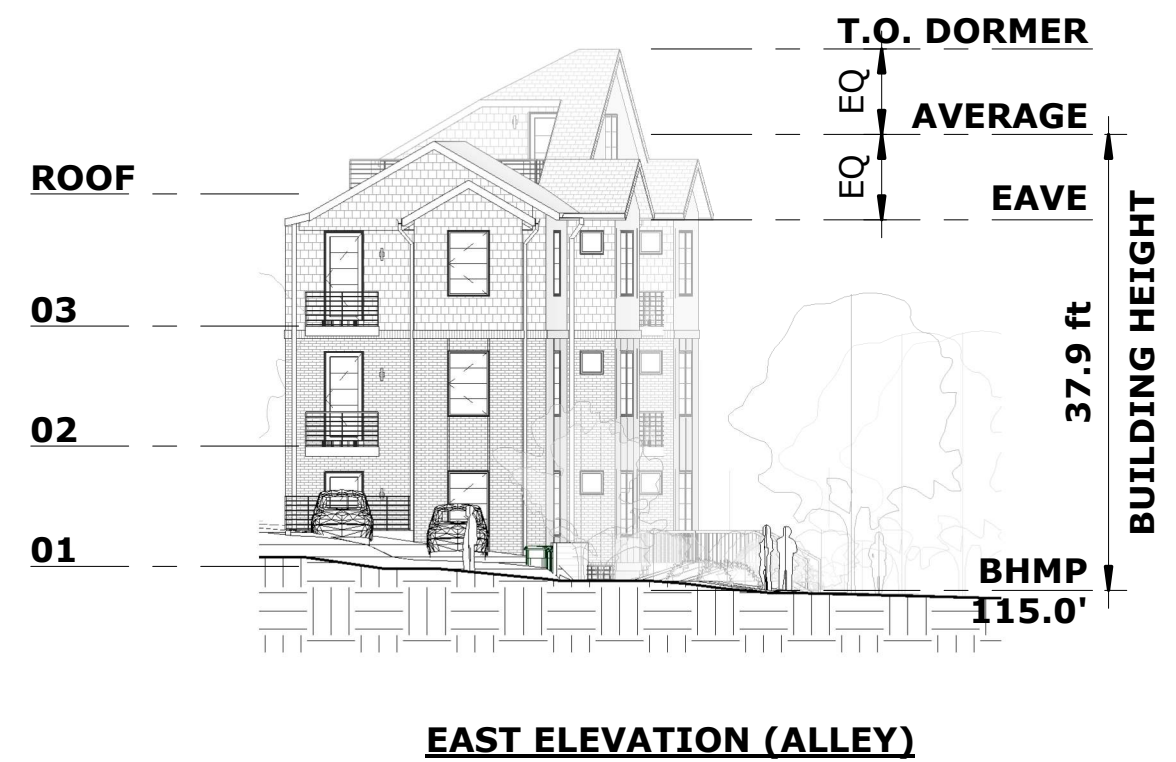 T.O. DORMER
EQ
AVERAGE
EQ
EAVE
ROOF
03
02
01
37.9 ft
BUILDING HEIGHT
BHMP
115.0'
EAST ELEVATION (ALLEY)